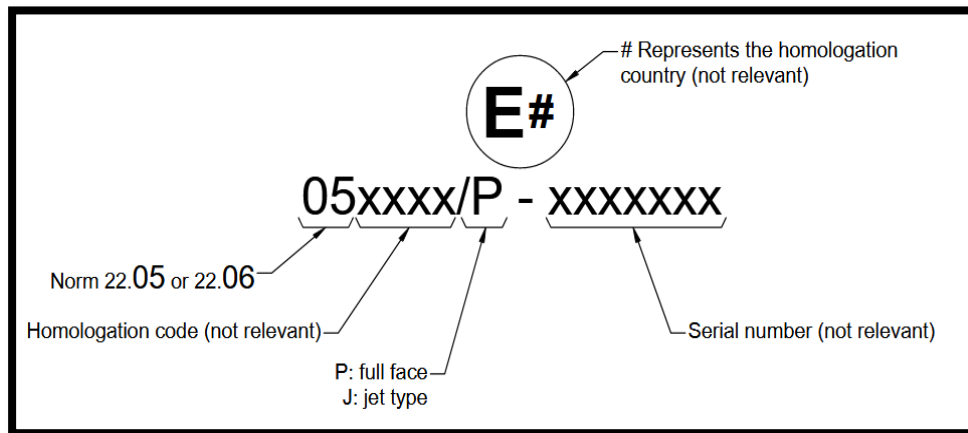 # Represents the homologation
country (not relevant)
E#
05xxxx/P - xxxxxxx
Norm 22.05 or 22.06
Homologation code (not relevant)
Serial number (not relevant)
P: full face
J: jet type